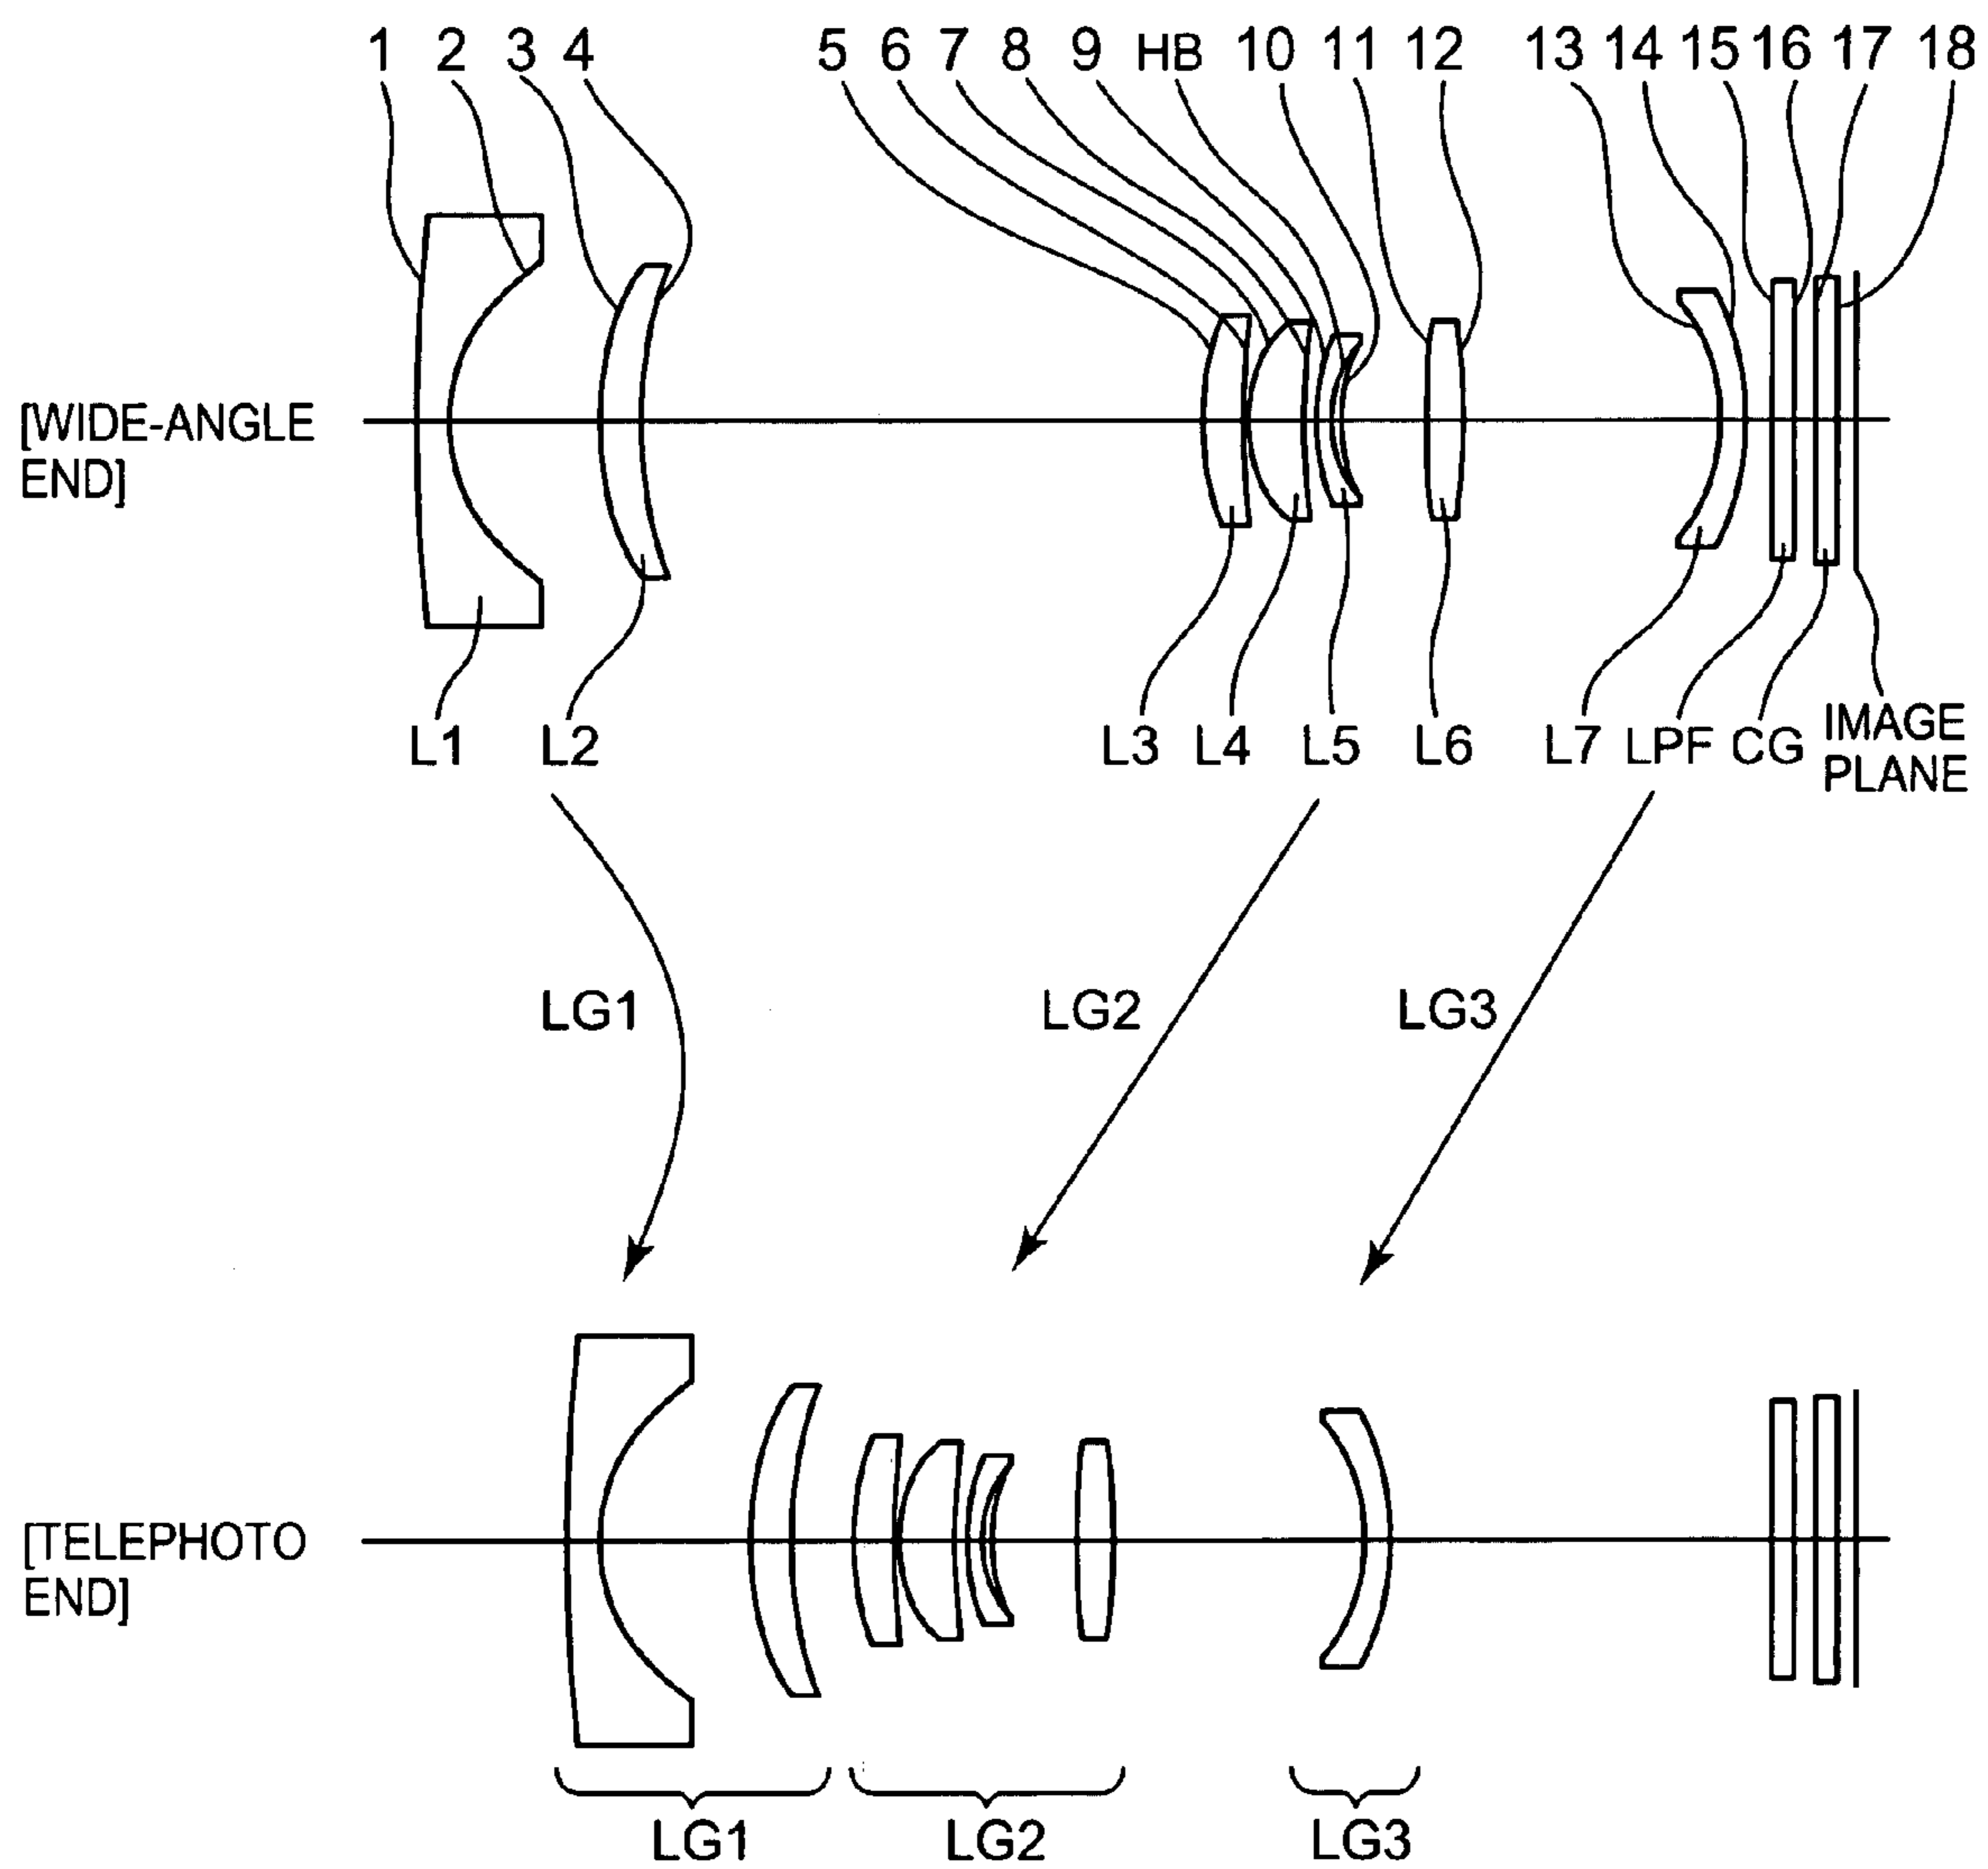 1 2 3 4 5 6 7 8 9 HB 10 11 12 13 14 15 16 17 18
[WIDE-ANGLE
END]
L1 L2 L3 L4 L5 L6 L7 LPF CG IMAGE
PLANE
LG1 LG2 LG3
[TELEPHOTO
END]
LG1 LG2 LG3